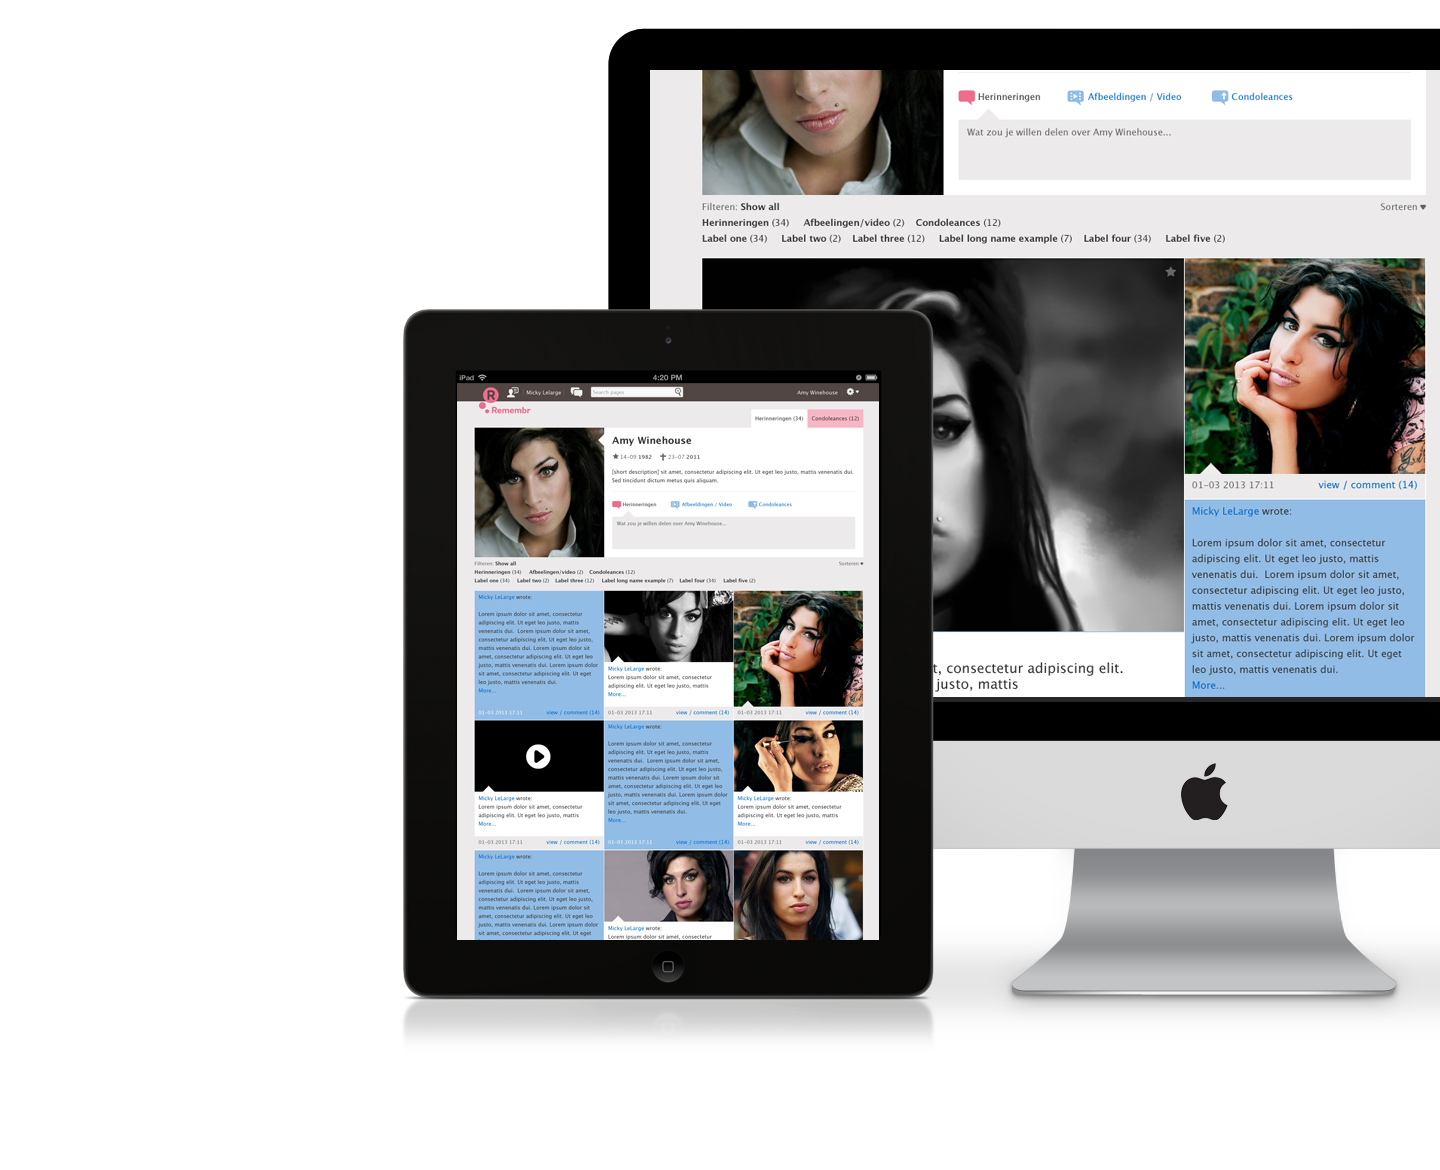 Herinneringen Afbeeldingen / Video Condoleances
Wat zou je willen delen over Amy Winehouse...
Filteren: Show all Sorteren
Herinneringen (34) Afbeelingen/video (2) Condoleances (12)
Label one (34) Label two (2) Label three (12) Label long name example (7) Label four (34) Label five (2)
01-03 2013 17:11 view / comment (14)
Micky LeLarge wrote:
Lorem ipsum dolor sit amet, consectetur
adipiscing elit. Ut eget leo justo, mattis
venenatis dui. Lorem ipsum dolor sit amet,
consectetur adipiscing elit. Ut eget leo justo,
mattis venenatis dui. Lorem ipsum dolor sit
amet, consectetur adipiscing elit. Ut eget leo
justo, mattis venenatis dui. Lorem ipsum dolor
sit amet, consectetur adipiscing elit. Ut eget
leo justo, mattis venenatis dui.
More...
t, consectetur adipiscing elit.
justo, mattis
iPad 4:20 PM
R Micky Lelarge Search pages Amy Winehouse
Remembr
Herinneringen (34) Condoleances (12)
Amy Winehouse
14-09 1982 23-07 2011
[short description] sit amet, consectetur adipiscing elit. Ut eget leo justo, mattis venenatis dui.
Sed tincidunt dictum metus quis aliquam.
Herinneringen Afbeeldingen / Video Condoleances
Wat zou je willen delen over Amy Winehouse...
Filteren: Show all Sorteren
Herinneringen (34) Afbeelingen/video (2) Condoleances (12)
Label one (34) Label two (2) Label three (12) Label long name example (7) Label four (34) Label five (2)
Micky LeLarge wrote:
Lorem ipsum dolor sit amet, consectetur
adipiscing elit. Ut eget leo justo, mattis
venenatis dui. Lorem ipsum dolor sit amet,
consectetur adipiscing elit. Ut eget leo justo,
mattis venenatis dui. Lorem ipsum dolor sit
amet, consectetur adipiscing elit. Ut eget leo
justo, mattis venenatis dui. Lorem ipsum dolor
sit amet, consectetur adipiscing elit. Ut eget
leo justo, mattis venenatis dui.
More...
01-03 2013 17:11 view / comment (14)
Micky LeLarge wrote:
Lorem ipsum dolor sit amet, consectetur
adipiscing elit. Ut eget leo justo, mattis
More...
01-03 2013 17:11 view / comment (14)
01-03 2013 17:11 view / comment (14)
Micky LeLarge wrote:
Lorem ipsum dolor sit amet, consectetur
adipiscing elit. Ut eget leo justo, mattis
More...
01-03 2013 17:11 view / comment (14)
Micky LeLarge wrote:
Lorem ipsum dolor sit amet, consectetur
adipiscing elit. Ut eget leo justo, mattis
venenatis dui. Lorem ipsum dolor sit amet,
consectetur adipiscing elit. Ut eget leo justo,
mattis venenatis dui. Lorem ipsum dolor sit
amet, consectetur adipiscing elit. Ut eget leo
justo, mattis venenatis dui. Lorem ipsum dolor
sit amet, consectetur adipiscing elit. Ut eget
leo justo, mattis venenatis dui.
More...
01-03 2013 17:11 view / comment (14)
Micky LeLarge wrote:
Lorem ipsum dolor sit amet, consectetur
adipiscing elit. Ut eget leo justo, mattis
More...
01-03 2013 17:11 view / comment (14)
Micky LeLarge wrote:
Lorem ipsum dolor sit amet, consectetur
adipiscing elit. Ut eget leo justo, mattis
venenatis dui. Lorem ipsum dolor sit amet,
consectetur adipiscing elit. Ut eget leo justo,
mattis venenatis dui. Lorem ipsum dolor sit
amet, consectetur adipiscing elit. Ut eget leo
justo, mattis venenatis dui. Lorem ipsum dolor
sit amet, consectetur adipiscing elit. Ut eget
Micky LeLarge wrote:
Lorem ipsum dolor sit amet, consectetur